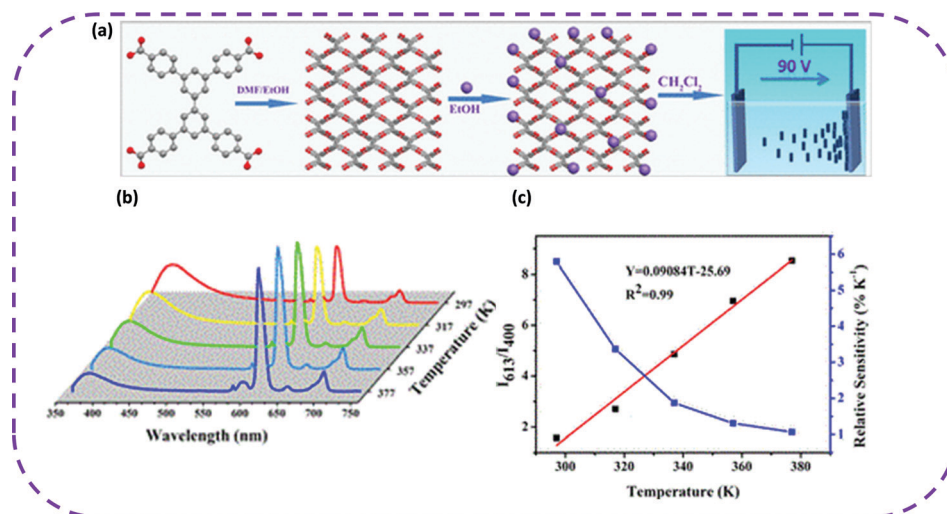 (a)
DMF/EtOH
EtOH
CH2Cl2
90 V
(b)
350 400 450 500 550 600 650 700 750
Wavelength (nm)
297
317
337
357
377
Temperature (K)
(c)
Y=0.09084T-25.69
R²=0.99
8
6
4
2
I613/I400
300 320 340 360 380
Temperature (K)
6
5
4
3
2
1
Relative Sensitivity (% K⁻¹)